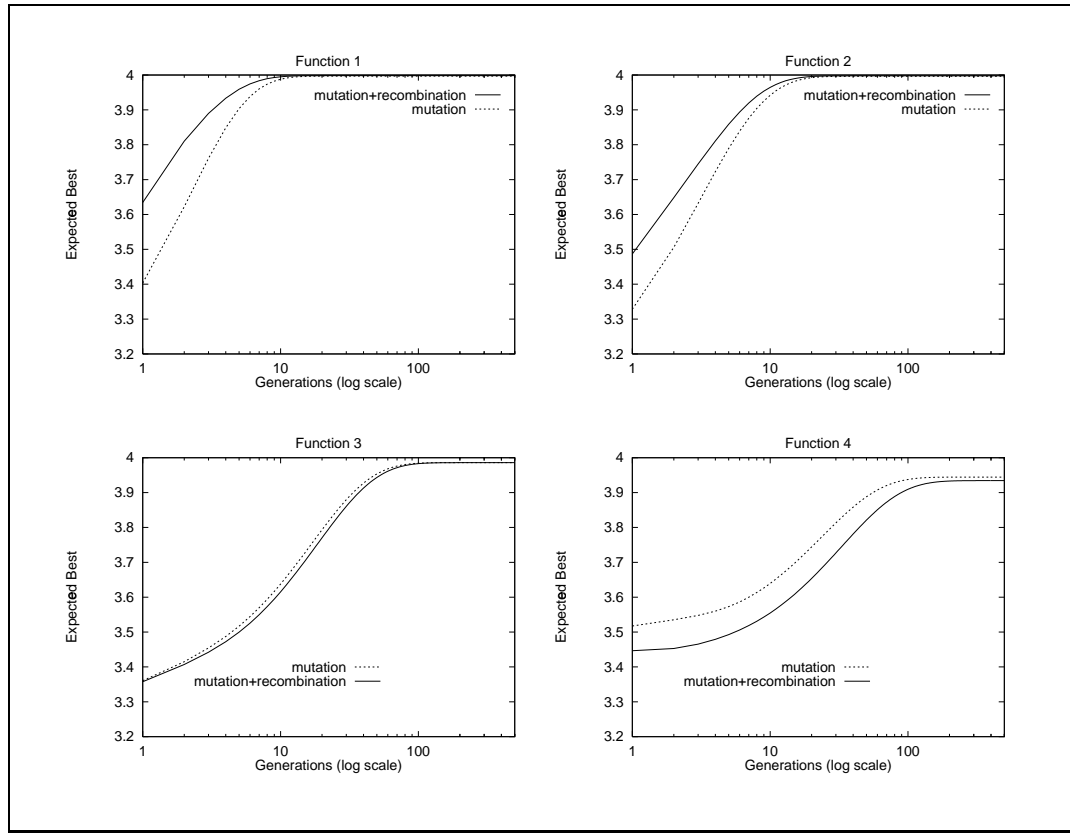 Function 1
4
3.9
3.8
3.7
3.6
3.5
3.4
3.3
3.2
Expected Best
mutation+recombination
mutation
1
10
100
Generations (log scale)
Function 2
4
3.9
3.8
3.7
3.6
3.5
3.4
3.3
3.2
Expected Best
mutation+recombination
mutation
1
10
100
Generations (log scale)
Function 3
4
3.9
3.8
3.7
3.6
3.5
3.4
3.3
3.2
Expected Best
mutation
mutation+recombination
1
10
100
Generations (log scale)
Function 4
4
3.9
3.8
3.7
3.6
3.5
3.4
3.3
3.2
Expected Best
mutation
mutation+recombination
1
10
100
Generations (log scale)